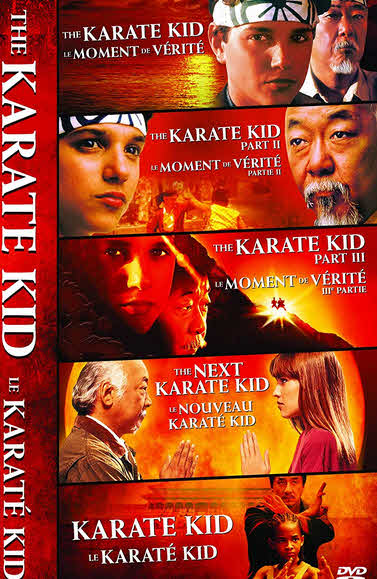 THE KARATE KID LE KARATÉ KID
THE KARATE KID
LE MOMENT DE VÉRITÉ
THE KARATE KID
PART II
LE MOMENT DE VÉRITÉ
PARTIE II
THE KARATE KID
PART III
LE MOMENT DE VÉRITÉ
IIIE PARTIE
THE NEXT
KARATE KID
LE NOUVEAU
KARATÉ KID
KARATE KID
LE KARATÉ KID
DVD